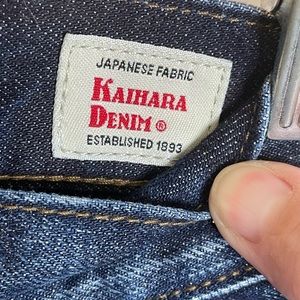 JAPANESE FABRIC
KAIHARA
DENIM®
ESTABLISHED 1893